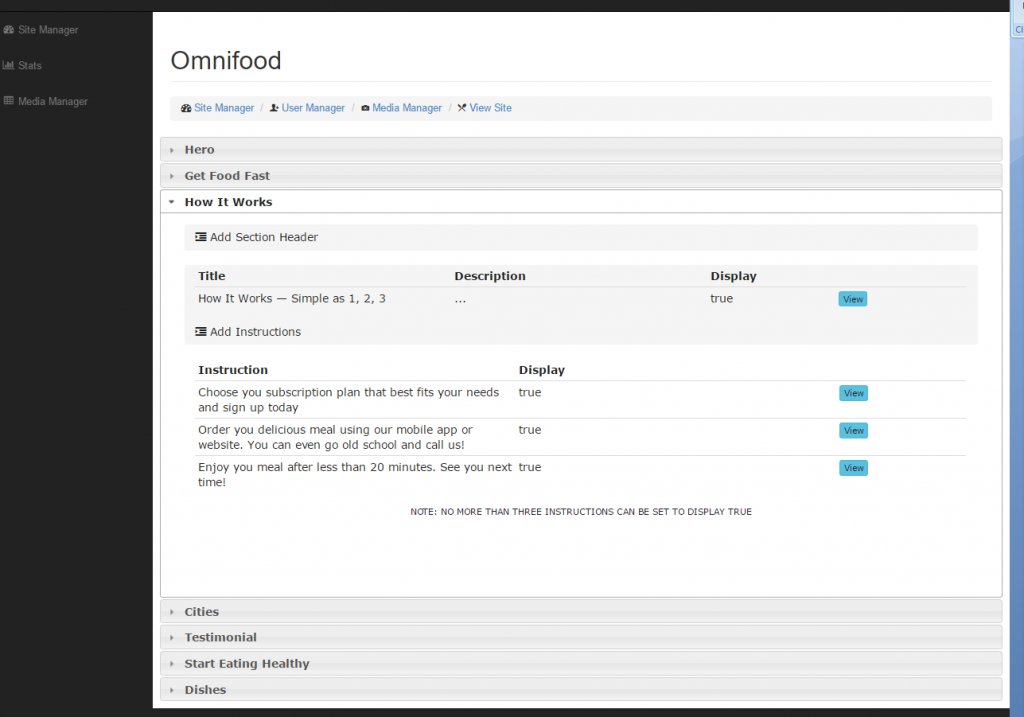 Site Manager
Stats
Media Manager
Omnifood
Site Manager / User Manager / Media Manager / View Site
Hero
Get Food Fast
How It Works
Add Section Header
Title Description Display
How It Works — Simple as 1, 2, 3 ... true View
Add Instructions
Instruction Display
Choose you subscription plan that best fits your needs true View
and sign up today
Order you delicious meal using our mobile app or true View
website. You can even go old school and call us!
Enjoy you meal after less than 20 minutes. See you next true View
time!
NOTE: NO MORE THAN THREE INSTRUCTIONS CAN BE SET TO DISPLAY TRUE
Cities
Testimonial
Start Eating Healthy
Dishes